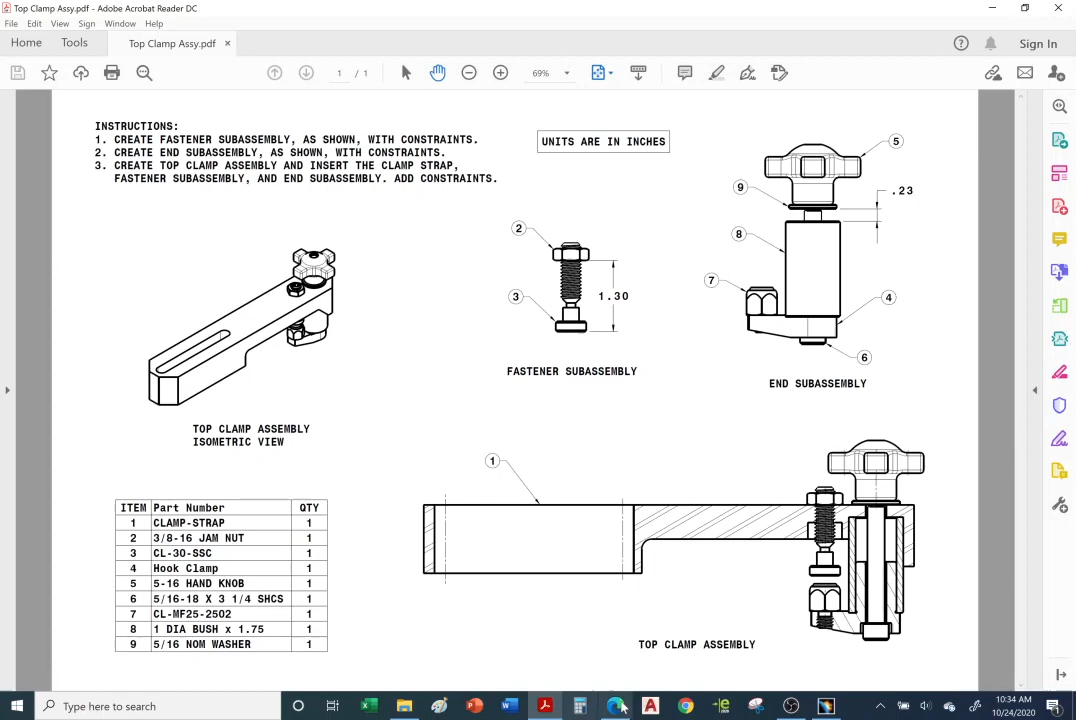 Top Clamp Assy.pdf - Adobe Acrobat Reader DC
File Edit View Sign Window Help
Home Tools Top Clamp Assy.pdf × Sign In
1 / 1 69%
INSTRUCTIONS:
1. CREATE FASTENER SUBASSEMBLY, AS SHOWN, WITH CONSTRAINTS.
2. CREATE END SUBASSEMBLY, AS SHOWN, WITH CONSTRAINTS.
3. CREATE TOP CLAMP ASSEMBLY AND INSERT THE CLAMP STRAP,
FASTENER SUBASSEMBLY, AND END SUBASSEMBLY. ADD CONSTRAINTS.
UNITS ARE IN INCHES
5
9
.23
2
8
7
3
1.30
4
6
FASTENER SUBASSEMBLY
END SUBASSEMBLY
TOP CLAMP ASSEMBLY
ISOMETRIC VIEW
1
ITEM Part Number QTY
1 CLAMP-STRAP 1
2 3/8-16 JAM NUT 1
3 CL-30-SSC 1
4 Hook Clamp 1
5 5-16 HAND KNOB 1
6 5/16-18 X 3 1/4 SHCS 1
7 CL-MF25-2502 1
8 1 DIA BUSH x 1.75 1
9 5/16 NOM WASHER 1
TOP CLAMP ASSEMBLY
Type here to search
10:34 AM
10/24/2020
1